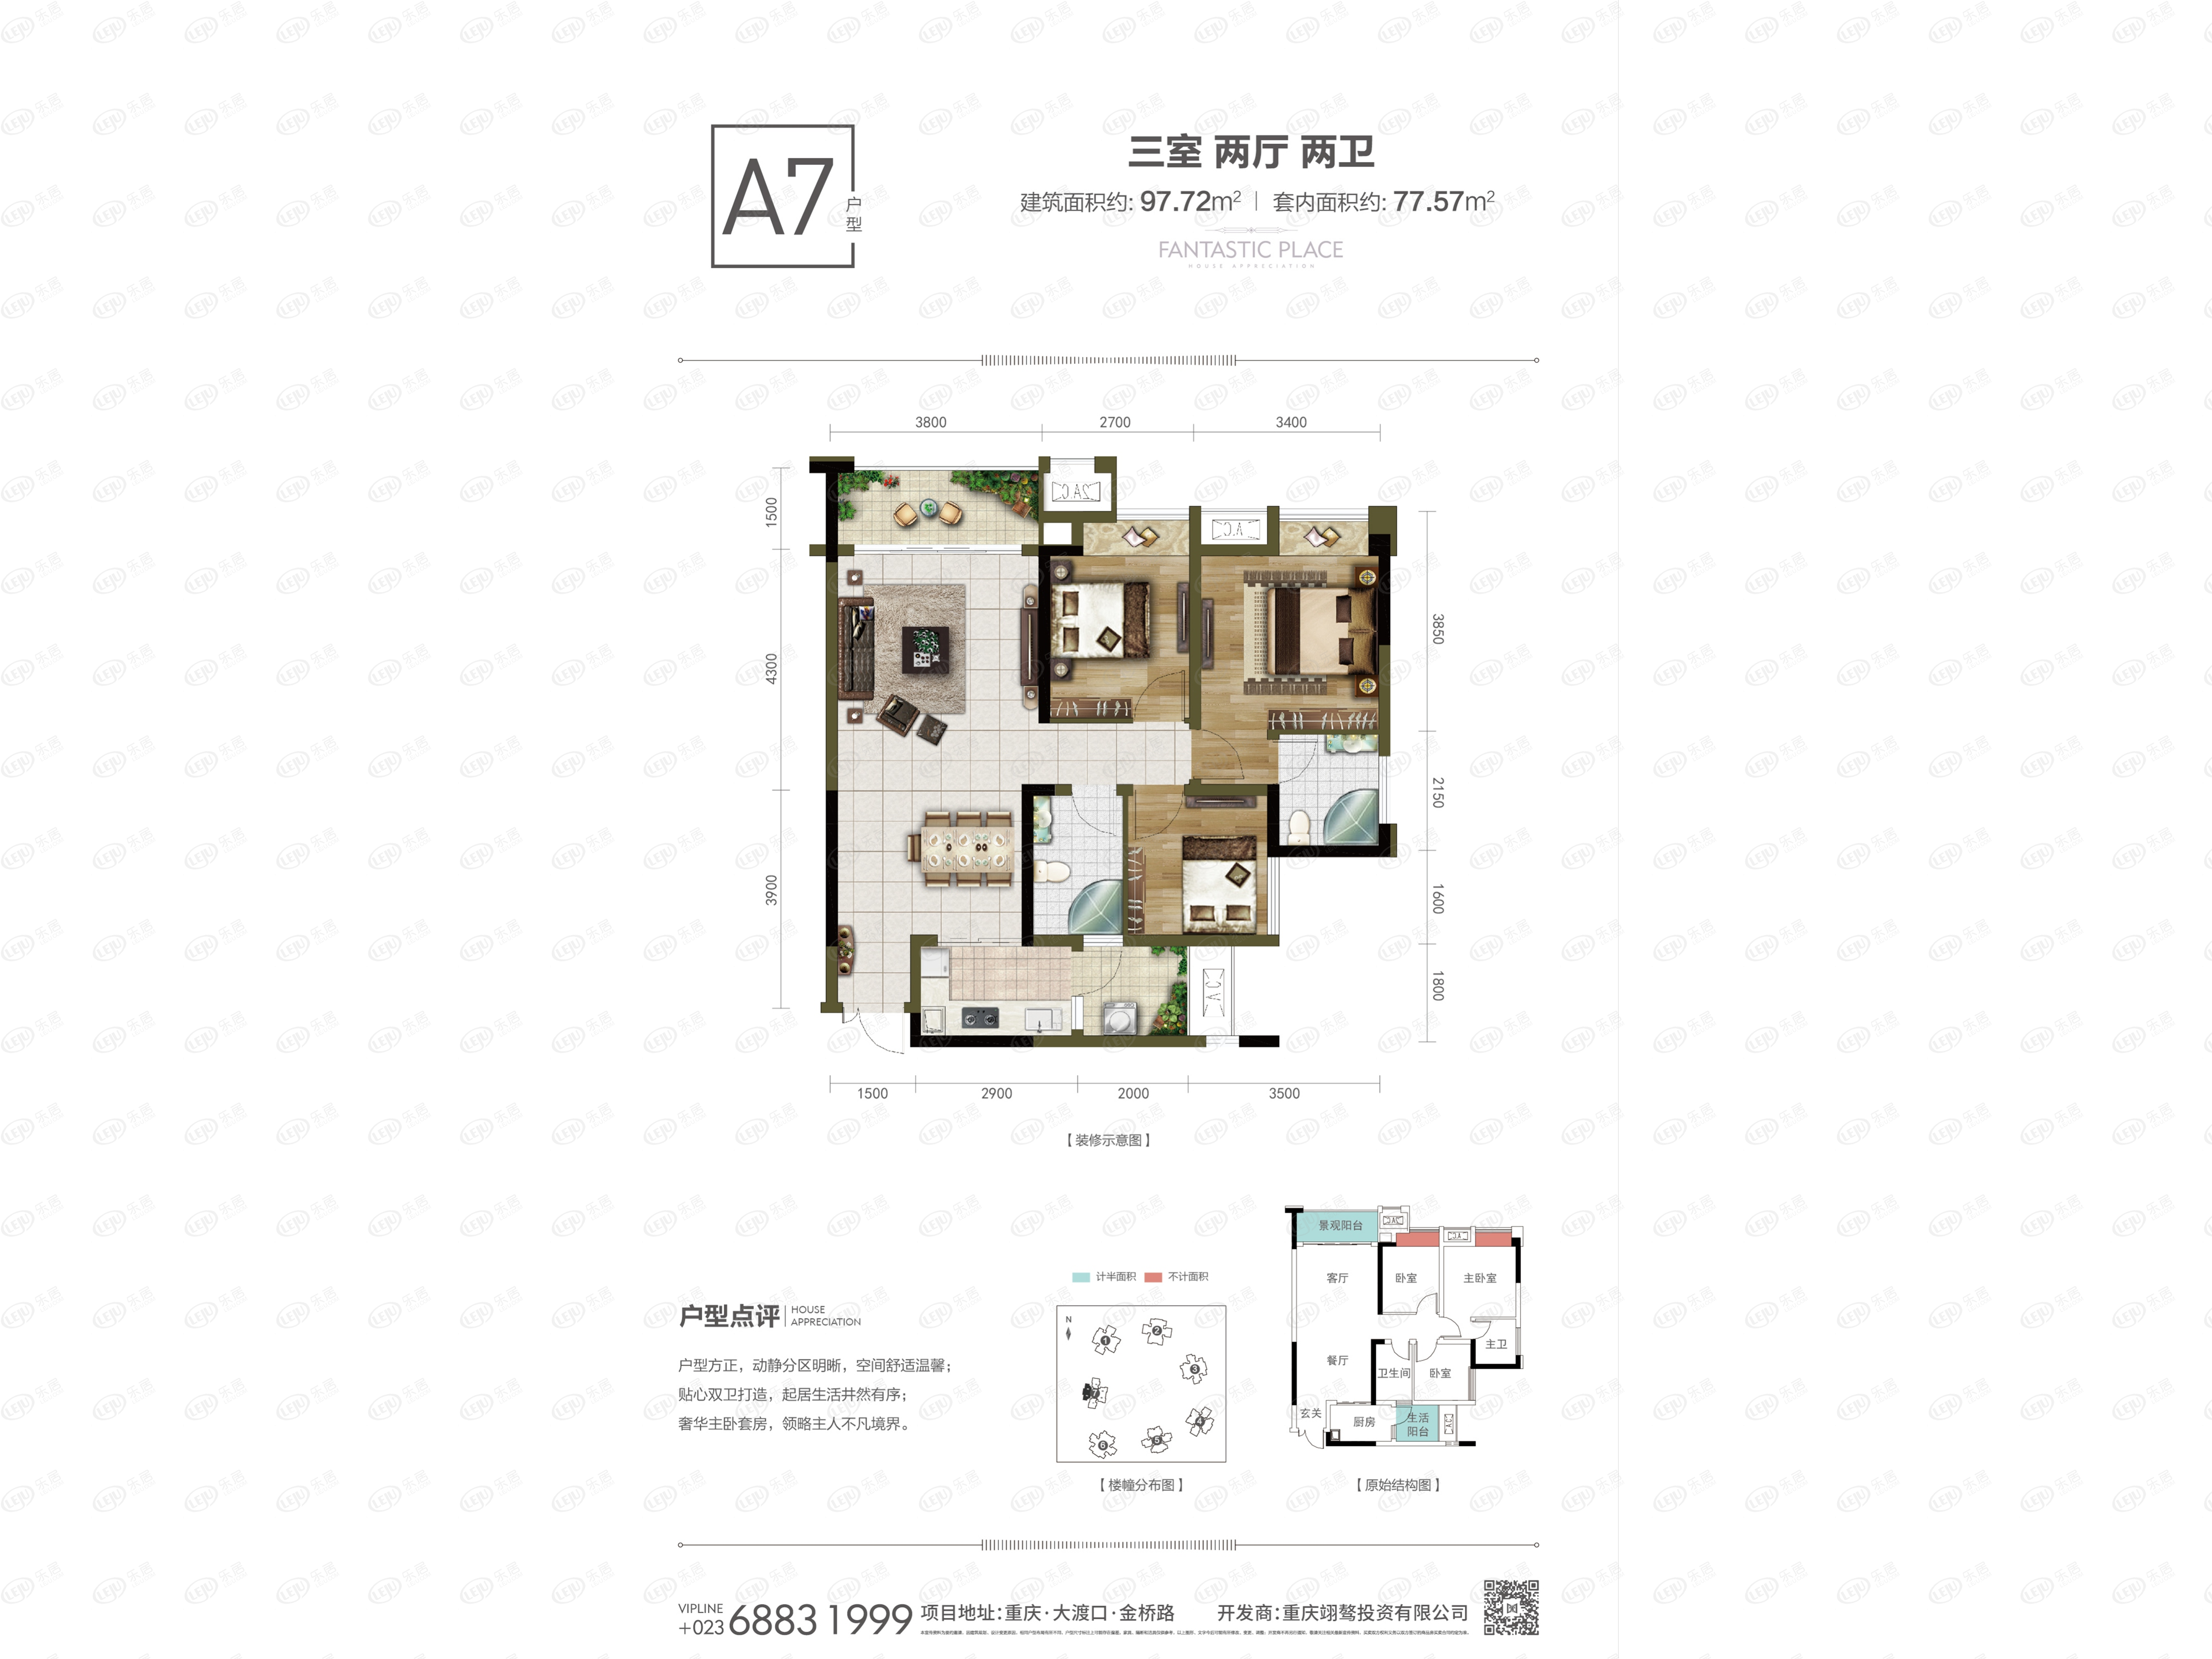 A7
户型
三室 两厅 两卫
建筑面积约: 97.72m² | 套内面积约: 77.57m²
FANTASTIC PLACE
HOUSE APPRECIATION
3800 2700 3400
1500
4300
3900
3850
2150
1600
1800
A.C
1500 2900 2000 3500
【装修示意图】
计半面积 不计面积
景观阳台
客厅
卧室
主卧室
主卫
餐厅
卫生间
卧室
玄关
厨房
生活
阳台
户型点评
HOUSE
APPRECIATION
户型方正，动静分区明晰，空间舒适温馨；
贴心双卫打造，起居生活井然有序；
奢华主卧套房，领略主人不凡境界。
N
1
2
3
7
4
5
6
【楼幢分布图】
【原始结构图】
VIPLINE
+023 6883 1999
项目地址:重庆·大渡口·金桥路
开发商:重庆翊骜投资有限公司
LEJU 乐居